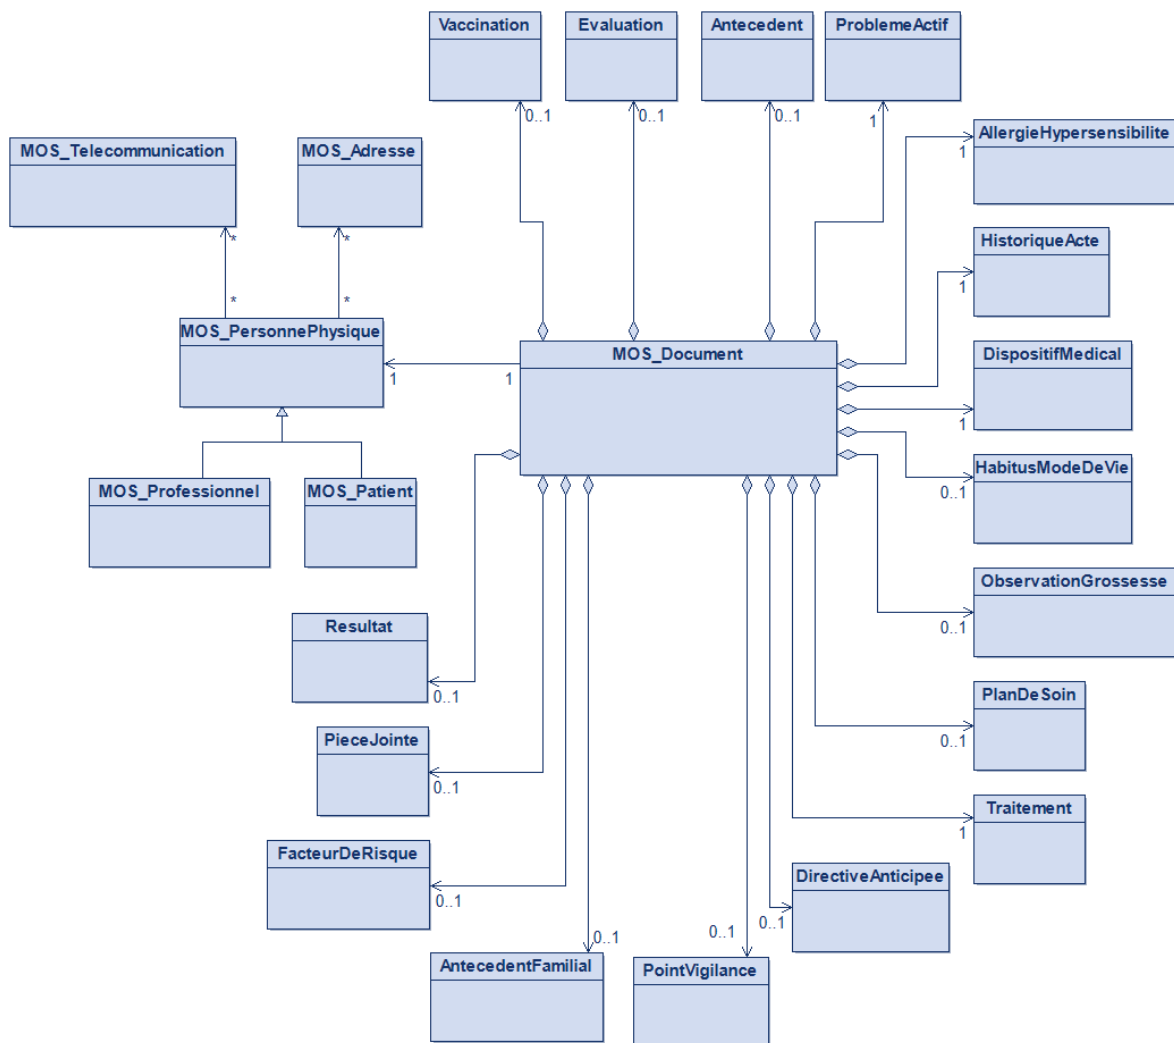 Vaccination
Evaluation
Antecedent
ProblemeActif
0..1
0..1
0..1
1
AllergieHypersensibilite
1
MOS_Telecommunication
MOS_Adresse
*
*
*
*
HistoriqueActe
1
MOS_PersonnePhysique
1
1
MOS_Document
DispositifMedical
1
HabitusModeDeVie
0..1
MOS_Professionnel
MOS_Patient
ObservationGrossesse
0..1
Resultat
0..1
PlanDeSoin
0..1
PieceJointe
0..1
Traitement
1
FacteurDeRisque
0..1
DirectiveAnticipee
0..1
AntecedentFamilial
0..1
PointVigilance
0..1